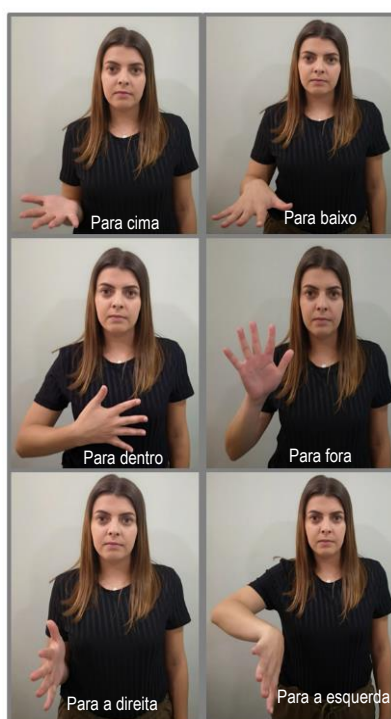 Para cima
Para baixo
Para dentro
Para fora
Para a direita
Para a esquerda